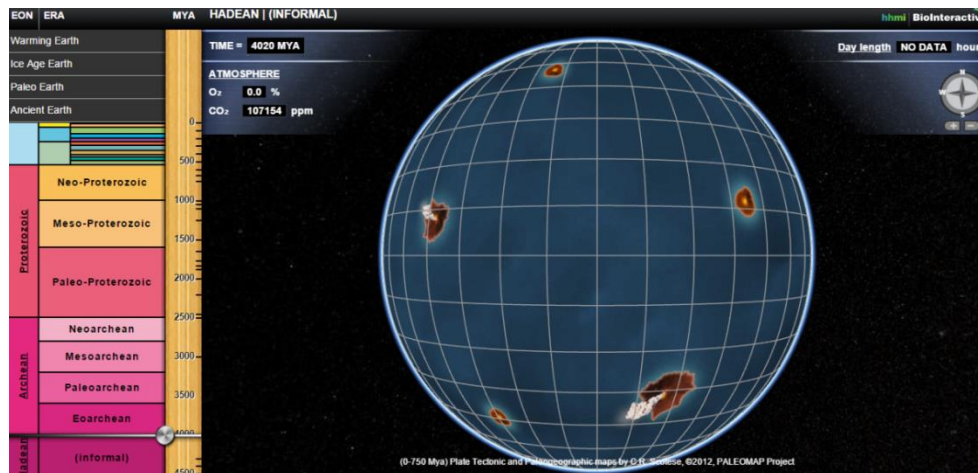 EON ERA MYA HADEAN | (INFORMAL) hhmi BioInteractiv
Warming Earth
Ice Age Earth
Paleo Earth
Ancient Earth
TIME = 4020 MYA
Day length NO DATA hour
ATMOSPHERE
O₂ 0.0 %
CO₂ 107154 ppm
N
W
S
0
500
1000
1500
2000
2500
3000
3500
4000
4500
Proterozoic
Neo-Proterozoic
Meso-Proterozoic
Paleo-Proterozoic
Archean
Neoarchean
Mesoarchean
Paleoarchean
Eoarchean
adean
(informal)
(0-750 Mya) Plate Tectonic and Paleogeographic maps by C.R. Scotese, ©2012, PALEOMAP Project